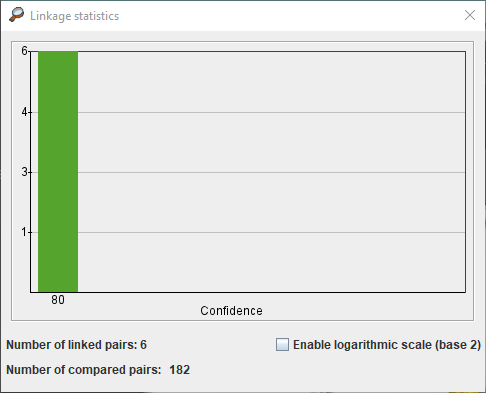 Linkage statistics
6
4
3
1
80
Confidence
Number of linked pairs: 6
Enable logarithmic scale (base 2)
Number of compared pairs: 182